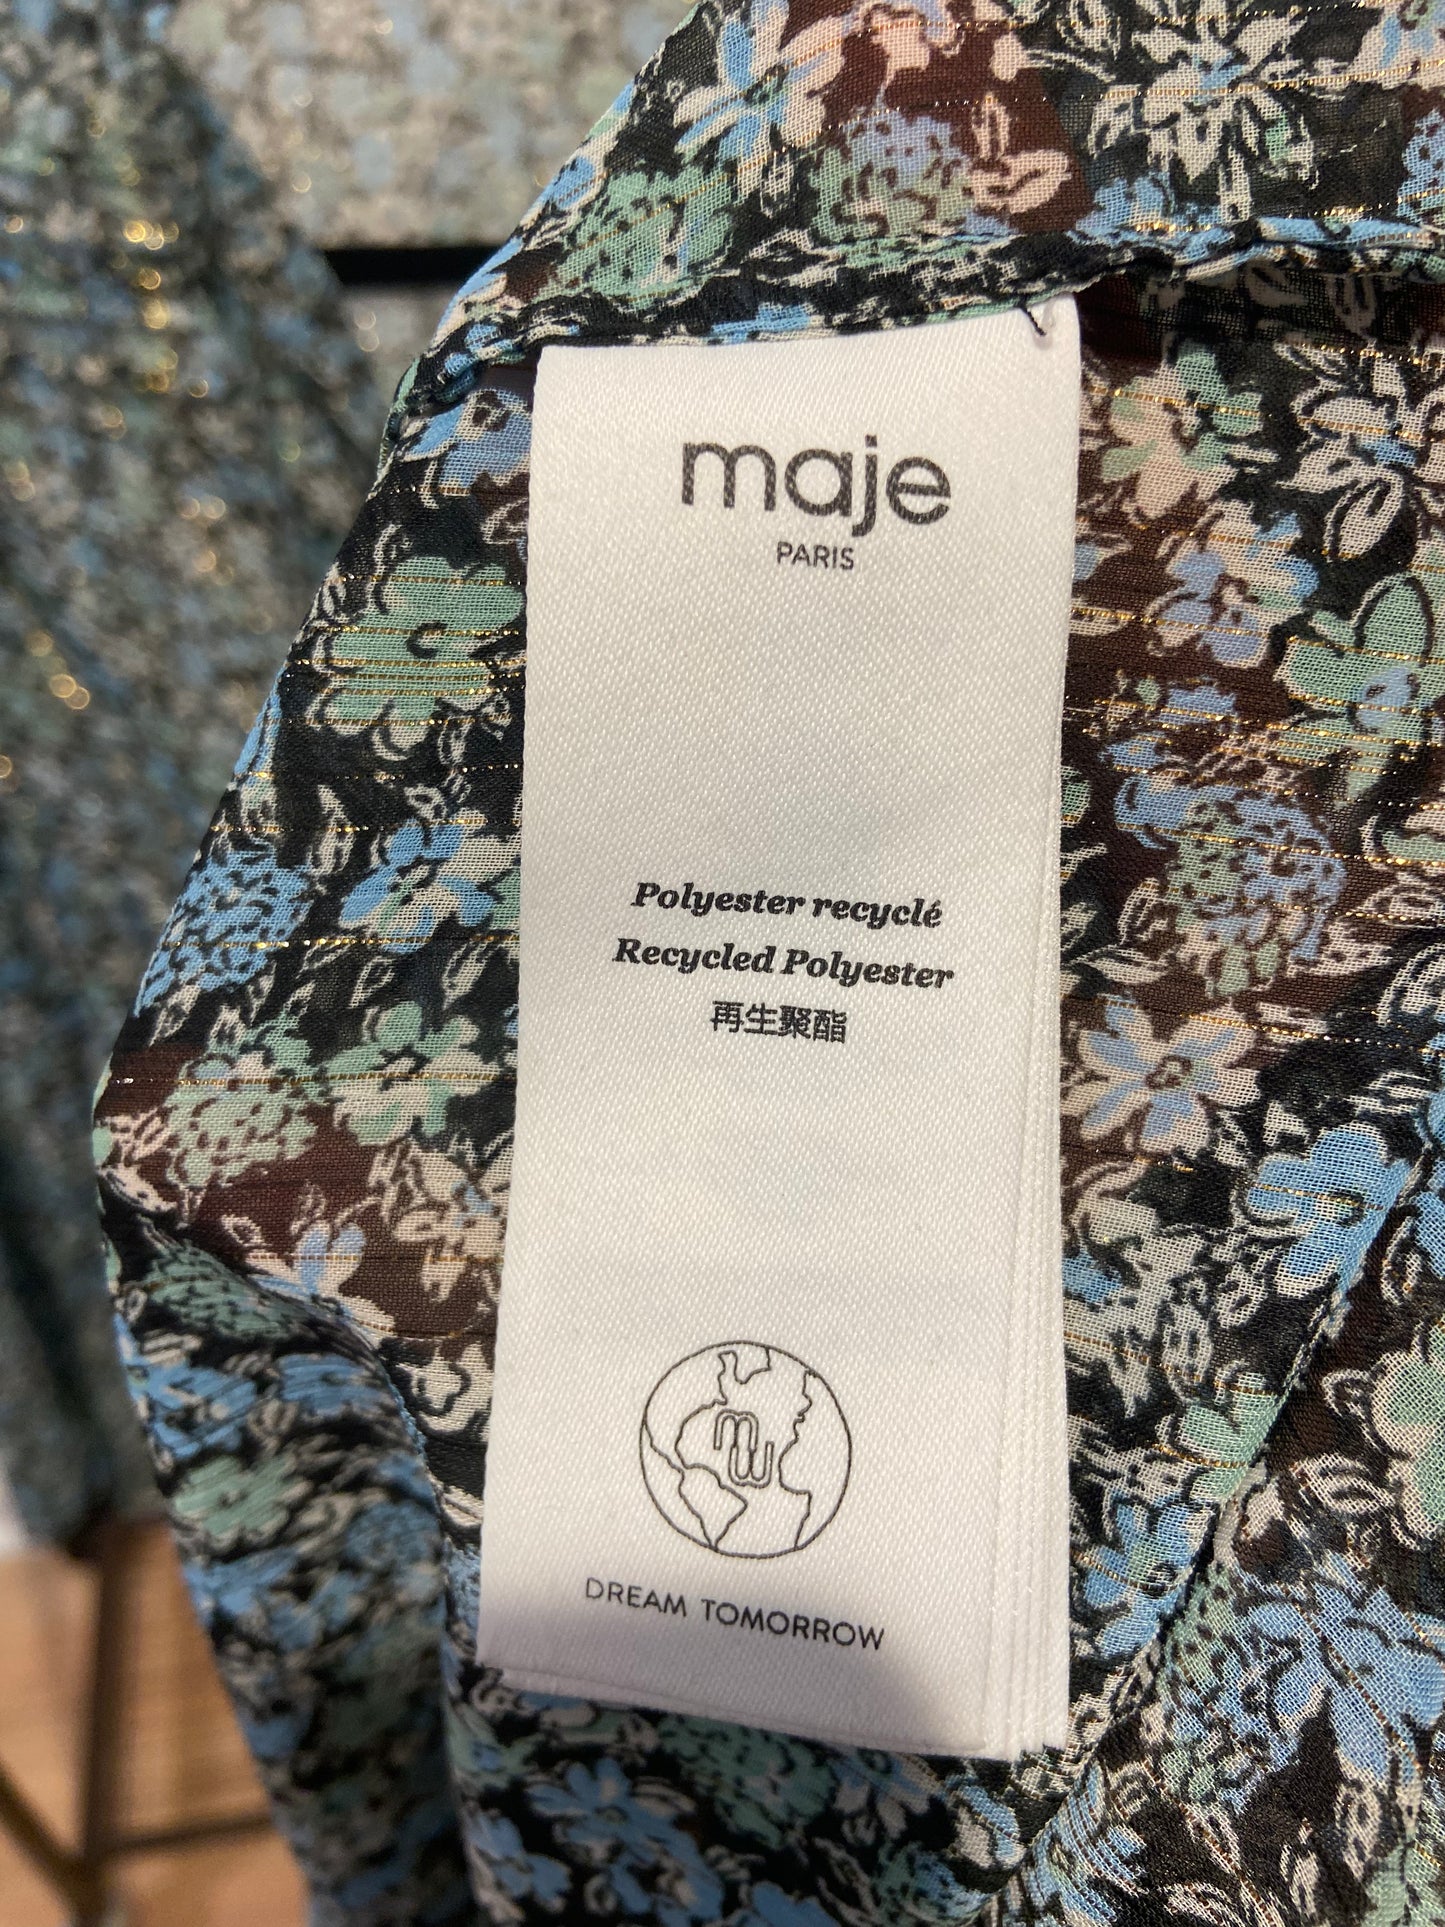 maje
PARIS
Polyester recyclé
Recycled Polyester
再生聚酯
DREAM TOMORROW